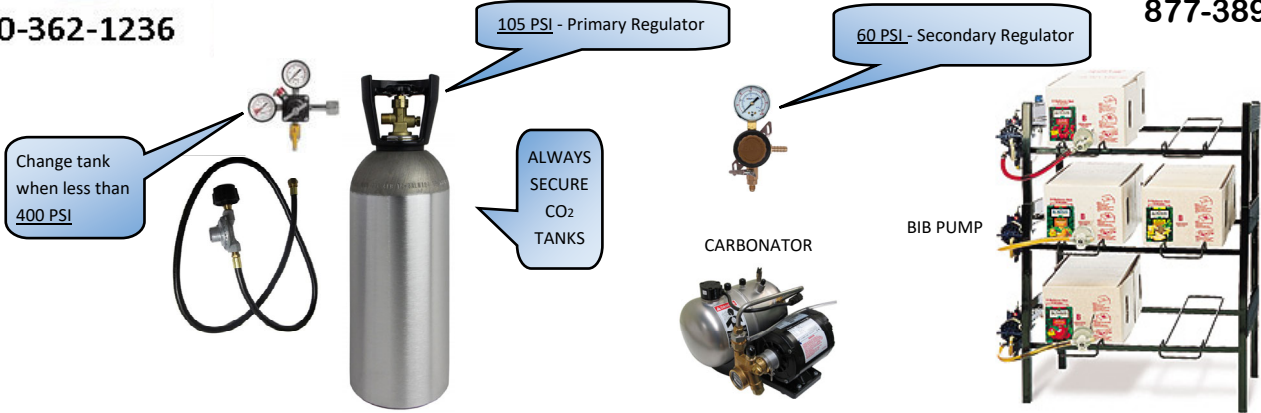 0-362-1236
877-389
105 PSI - Primary Regulator
60 PSI - Secondary Regulator
Change tank
when less than
400 PSI
ALWAYS
SECURE
CO2
TANKS
CARBONATOR
BIB PUMP